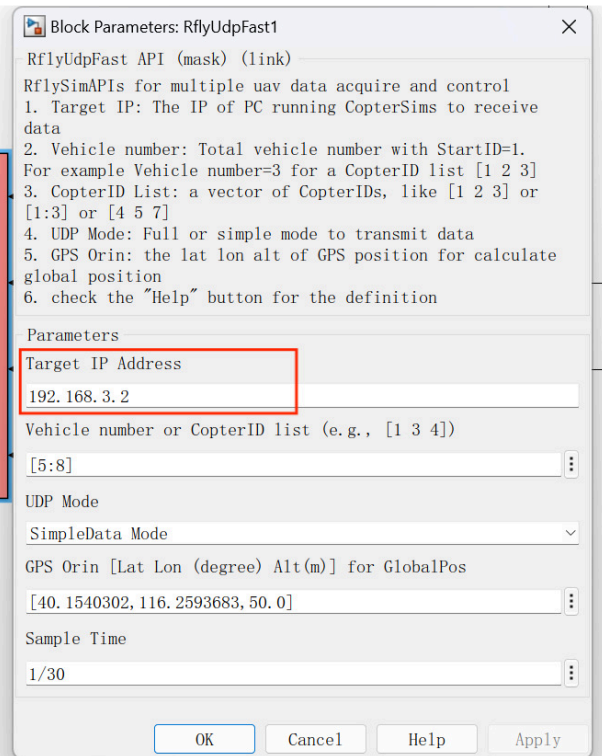 Block Parameters: RflyUdpFast1
RflyUdpFast API (mask) (link)
RflySimAPIs for multiple uav data acquire and control
1. Target IP: The IP of PC running CopterSims to receive
data
2. Vehicle number: Total vehicle number with StartID=1.
For example Vehicle number=3 for a CopterID list [1 2 3]
3. CopterID List: a vector of CopterIDs, like [1 2 3] or
[1:3] or [4 5 7]
4. UDP Mode: Full or simple mode to transmit data
5. GPS Orin: the lat lon alt of GPS position for calculate
global position
6. check the "Help" button for the definition
Parameters
Target IP Address
192.168.3.2
Vehicle number or CopterID list (e.g., [1 3 4])
[5:8]
UDP Mode
SimpleData Mode
GPS Orin [Lat Lon (degree) Alt(m)] for GlobalPos
[40.1540302,116.2593683,50.0]
Sample Time
1/30
OK Cancel Help Apply